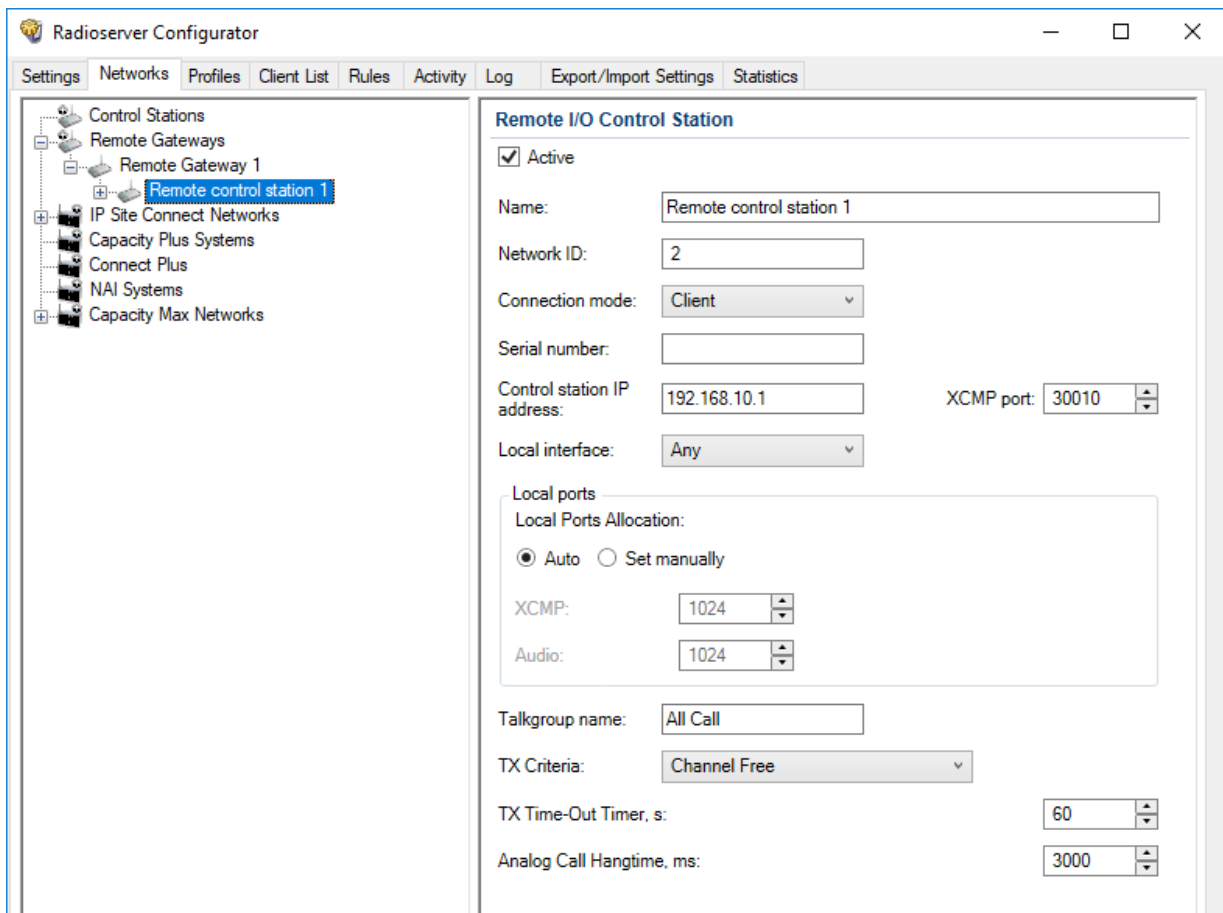 Radioserver Configurator
Settings Networks Profiles Client List Rules Activity Log Export/Import Settings Statistics
Control Stations
Remote Gateways
Remote Gateway 1
Remote control station 1
IP Site Connect Networks
Capacity Plus Systems
Connect Plus
NAI Systems
Capacity Max Networks
Remote I/O Control Station
Active
Name: Remote control station 1
Network ID: 2
Connection mode: Client
Serial number:
Control station IP address: 192.168.10.1 XCMP port: 30010
Local interface: Any
Local ports
Local Ports Allocation:
Auto Set manually
XCMP: 1024
Audio: 1024
Talkgroup name: All Call
TX Criteria: Channel Free
TX Time-Out Timer, s: 60
Analog Call Hangtime, ms: 3000